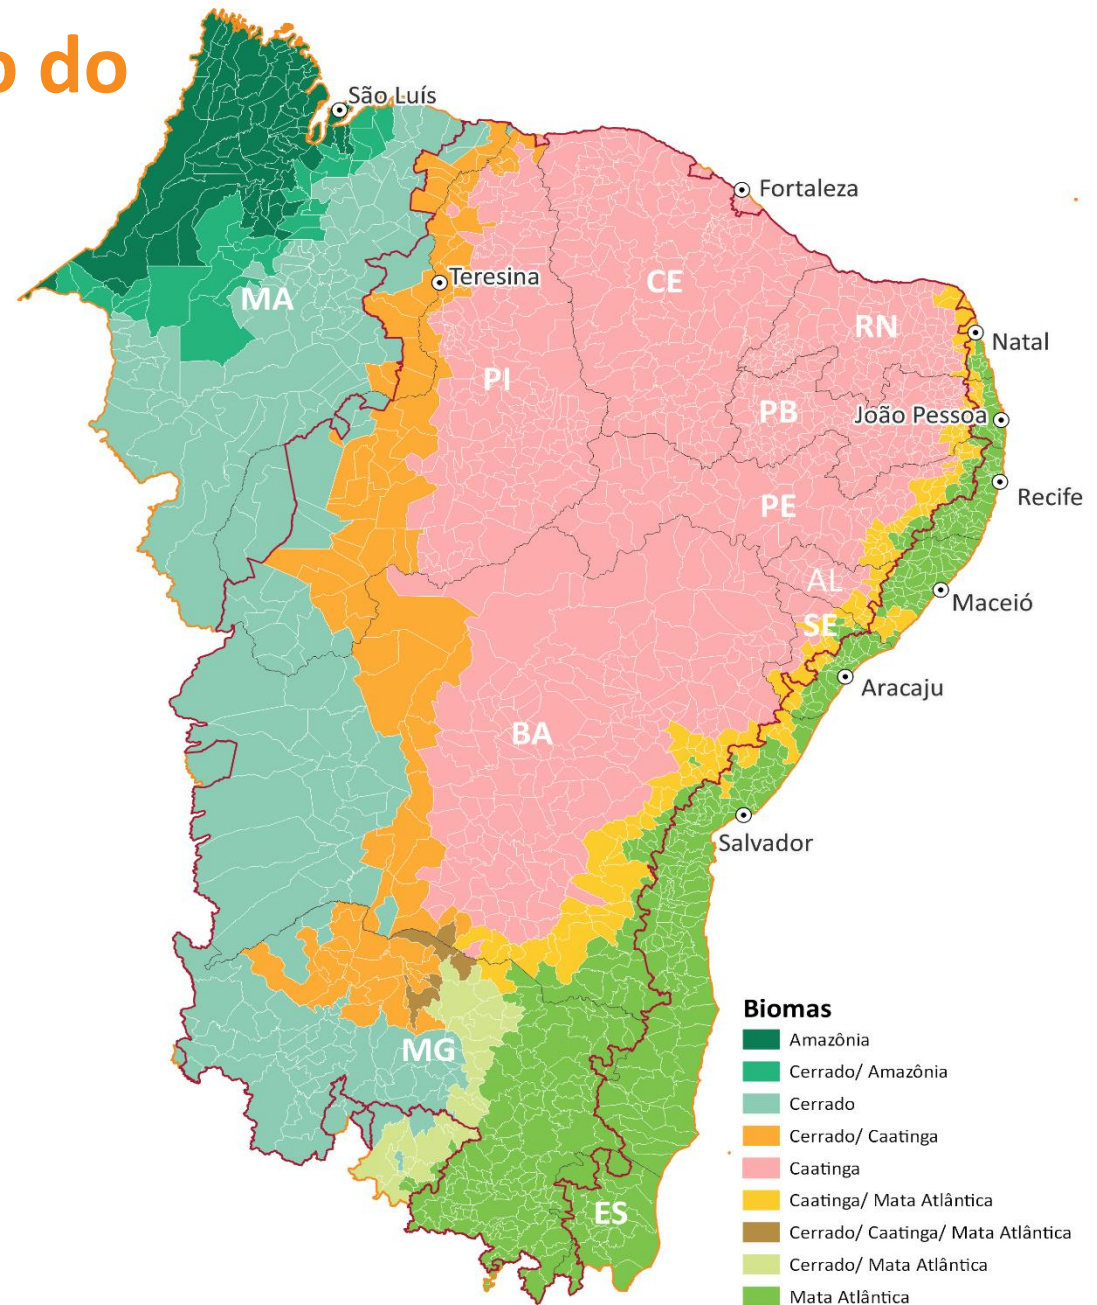 o do
São Luís
Fortaleza
Teresina
CE
MA
RN
Natal
PI
PB
João Pessoa
Recife
PE
AL
Maceió
SE
Aracaju
BA
Salvador
MG
ES
Biomas
Amazônia
Cerrado/ Amazônia
Cerrado
Cerrado/ Caatinga
Caatinga
Caatinga/ Mata Atlântica
Cerrado/ Caatinga/ Mata Atlântica
Cerrado/ Mata Atlântica
Mata Atlântica